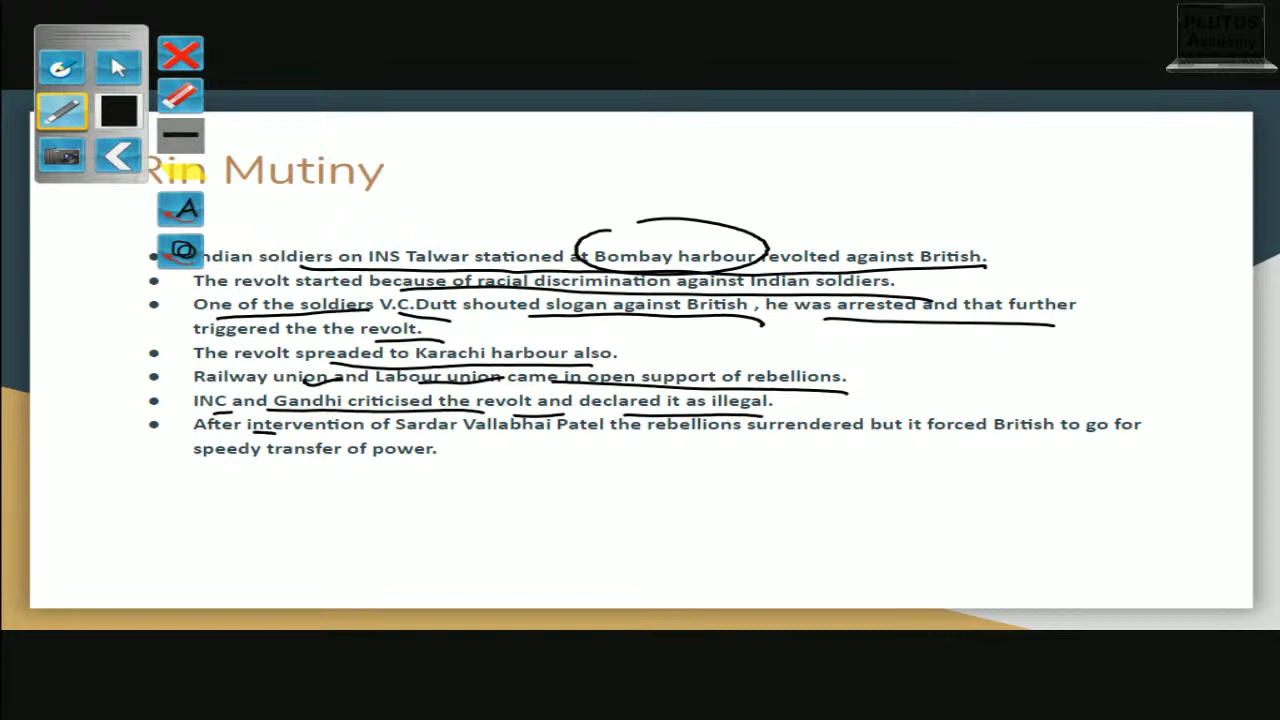 PLUTUS
Academy
Rin Mutiny
Indian soldiers on INS Talwar stationed at Bombay harbour revolted against British.
The revolt started because of racial discrimination against Indian soldiers.
One of the soldiers V.C.Dutt shouted slogan against British , he was arrested and that further
triggered the the revolt.
The revolt spreaded to Karachi harbour also.
Railway union and Labour union came in open support of rebellions.
INC and Gandhi criticised the revolt and declared it as illegal.
After intervention of Sardar Vallabhai Patel the rebellions surrendered but it forced British to go for
speedy transfer of power.